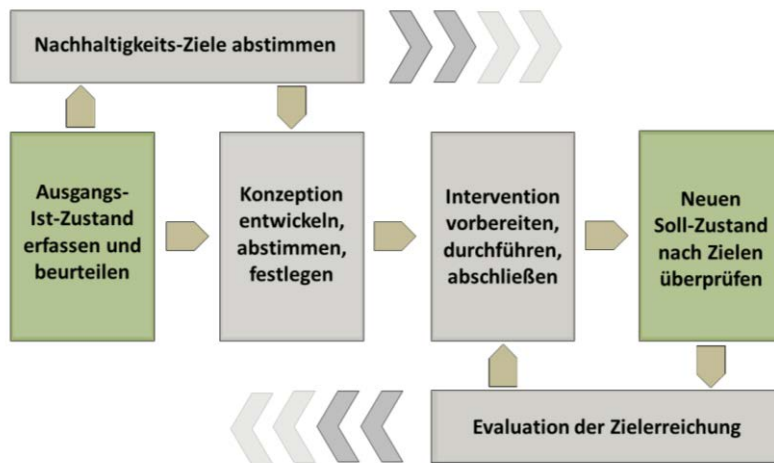 Nachhaltigkeits-Ziele abstimmen
Ausgangs-
Ist-Zustand
erfassen und
beurteilen
Konzeption
entwickeln,
abstimmen,
festlegen
Intervention
vorbereiten,
durchführen,
abschließen
Neuen
Soll-Zustand
nach Zielen
überprüfen
Evaluation der Zielerreichung